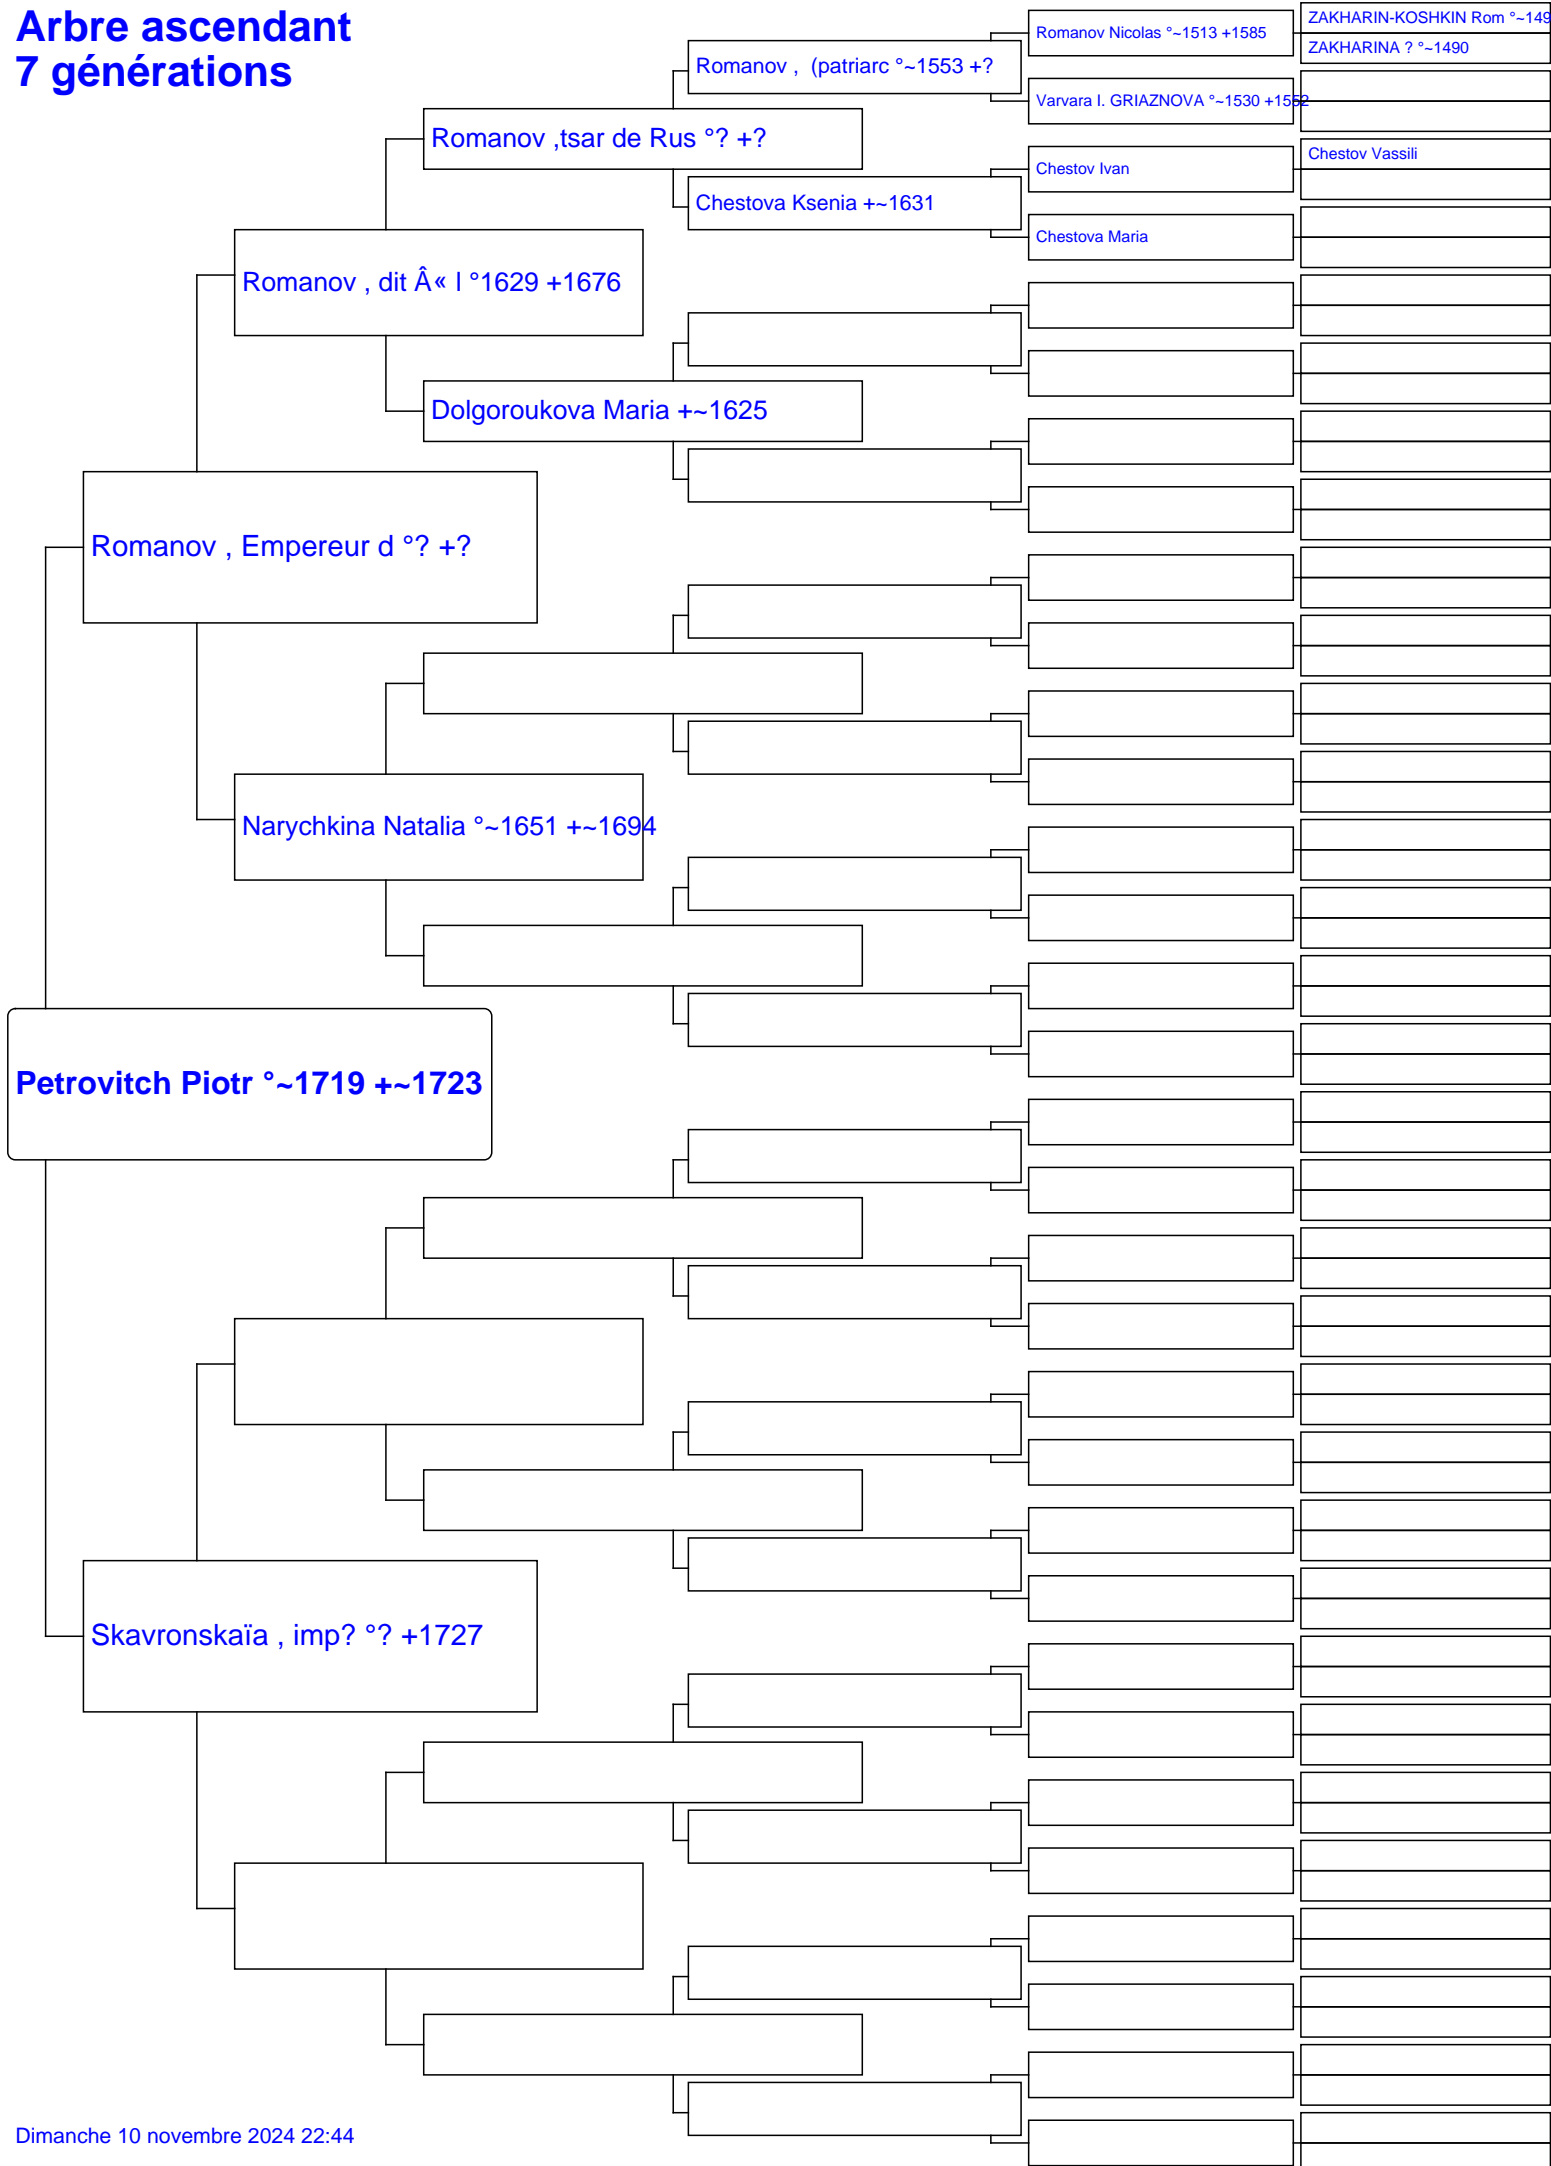 Arbre ascendant
7 générations
ZAKHARIN-KOSHKIN Rom °~149
Romanov Nicolas °~1513 +1585
ZAKHARINA ? °~1490
Romanov ,  (patriarc °~1553 +?
Varvara I. GRIAZNOVA °~1530 +1552
Romanov ,tsar de Rus °? +?
Chestov Vassili
Chestov Ivan
Chestova Ksenia +~1631
Chestova Maria
Romanov , dit Â« l °1629 +1676
Dolgoroukova Maria +~1625
Romanov , Empereur d °? +?
Narychkina Natalia °~1651 +~1694
Petrovitch Piotr °~1719 +~1723
Skavronskaïa , imp? °? +1727
Dimanche 10 novembre 2024 22:44